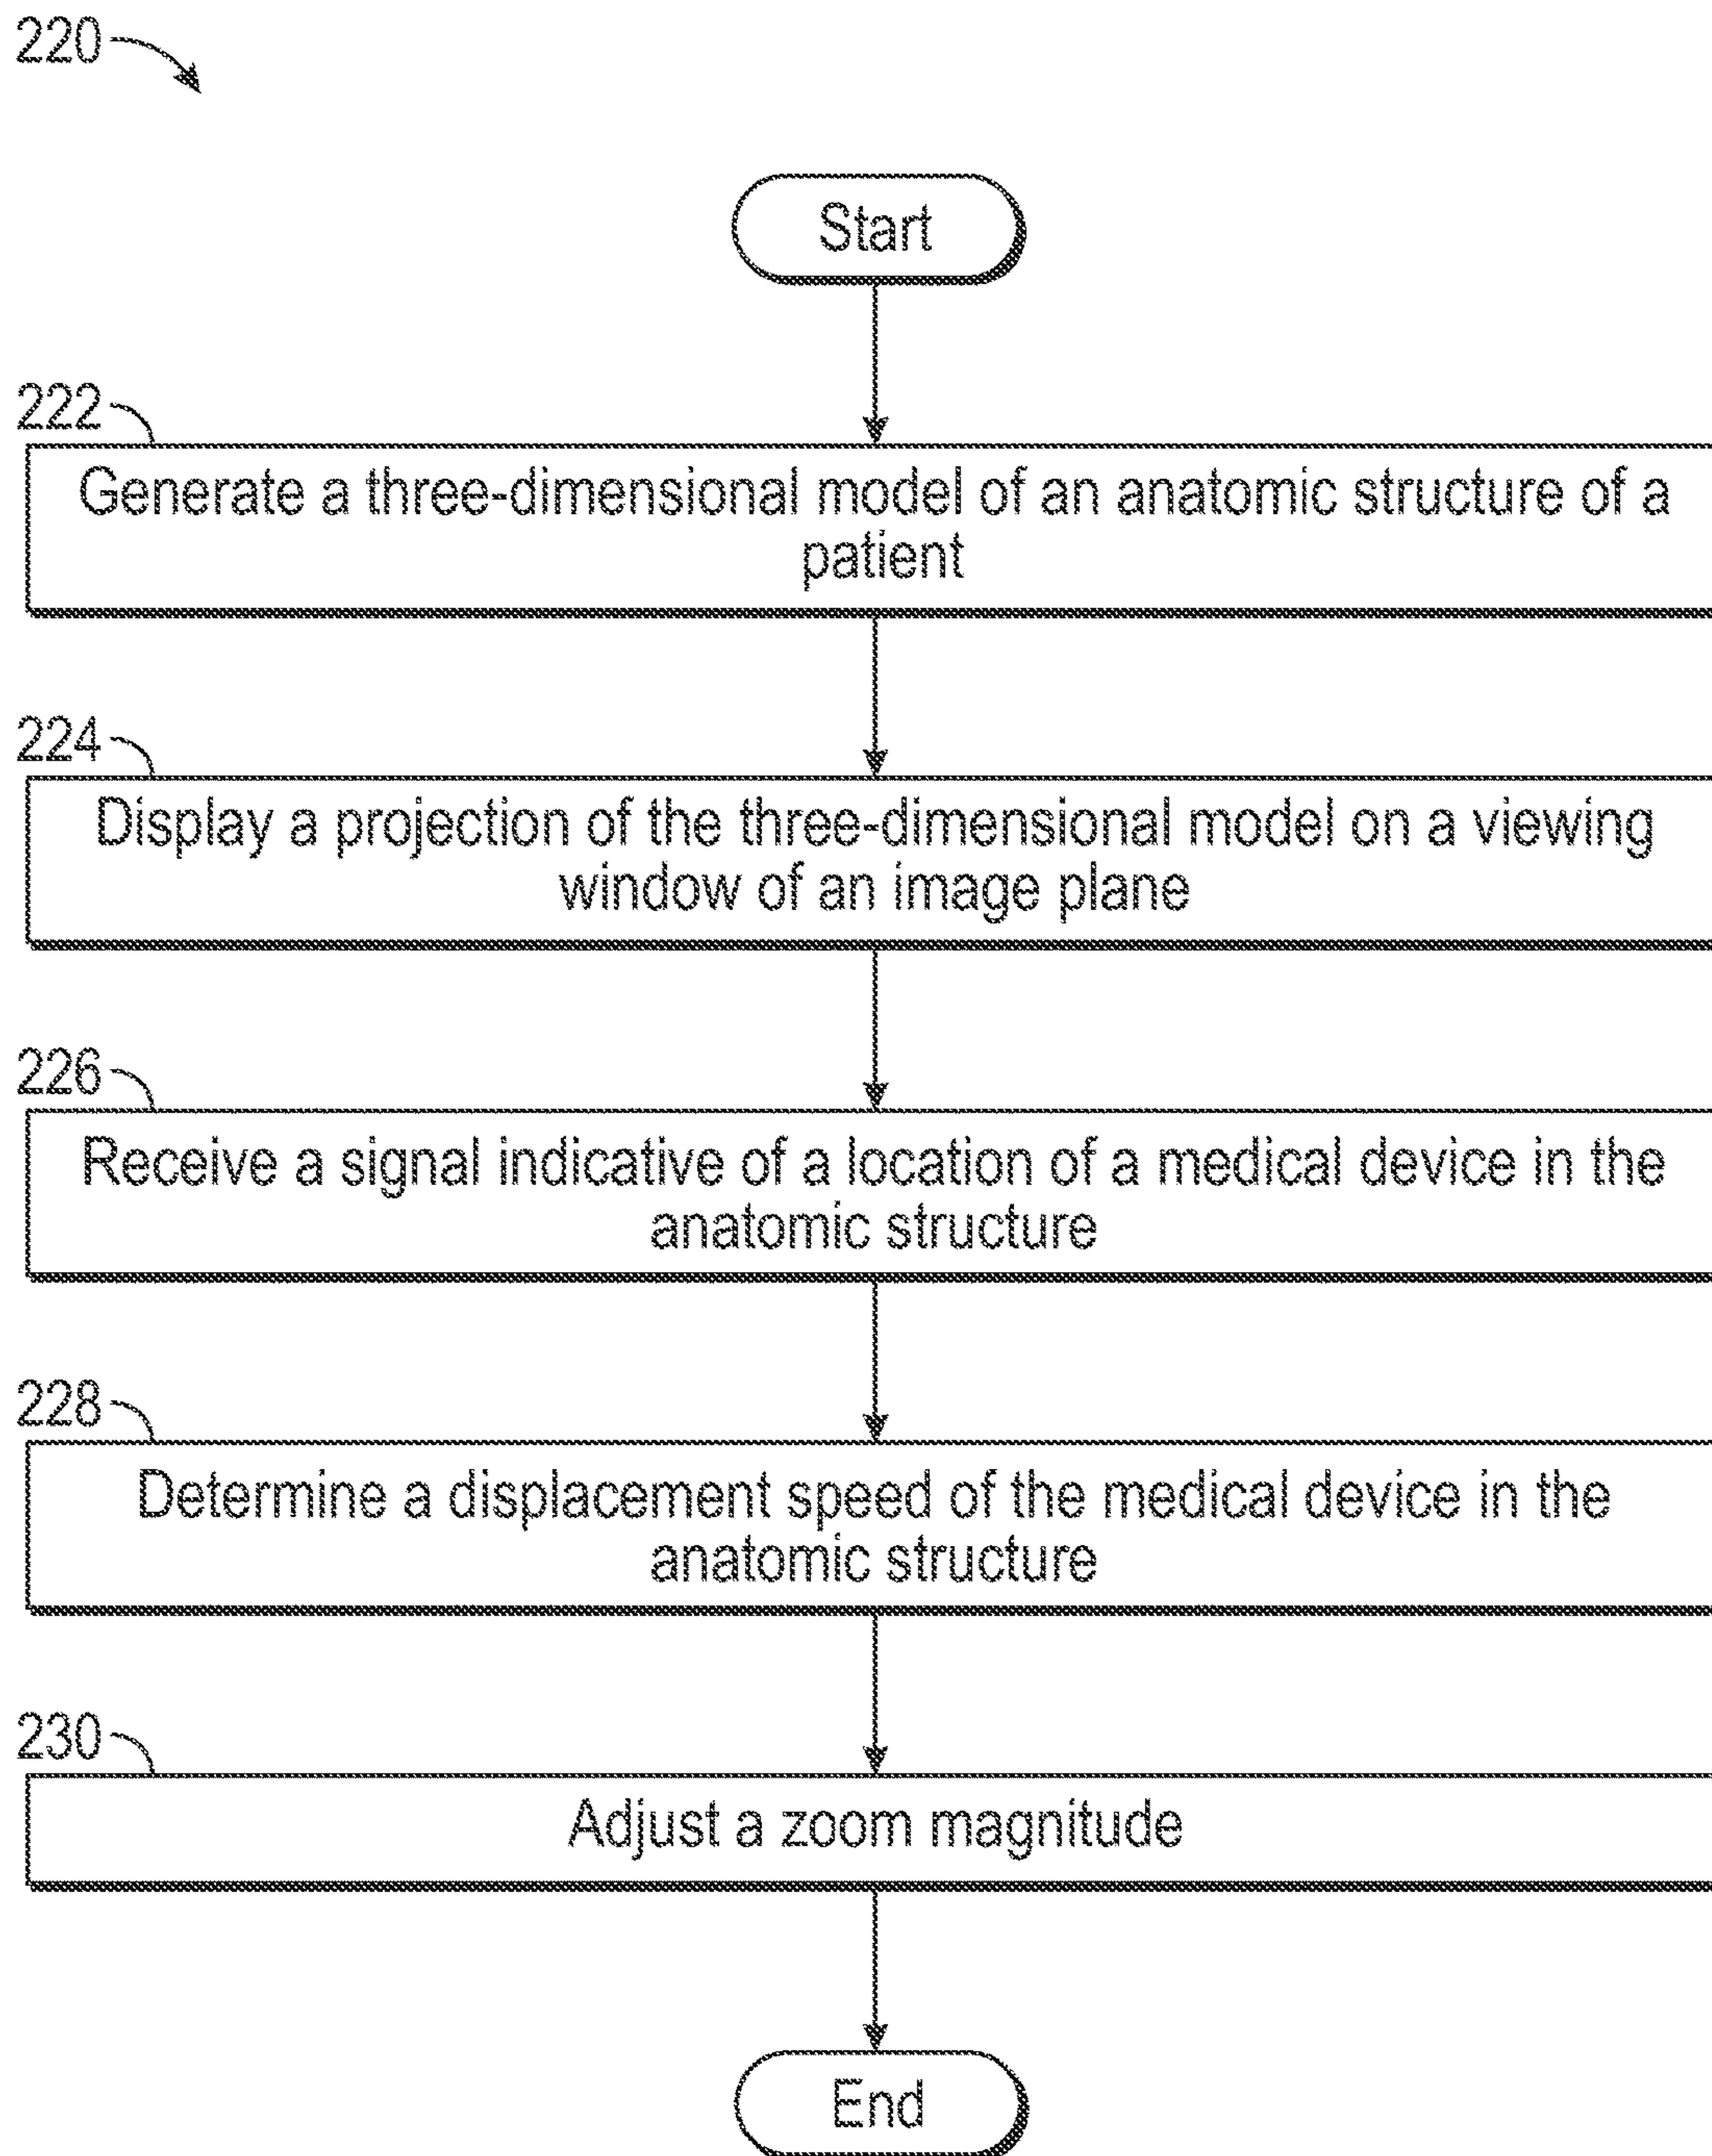 220
Start
222
Generate a three-dimensional model of an anatomic structure of a
patient
224
Display a projection of the three-dimensional model on a viewing
window of an image plane
226
Receive a signal indicative of a location of a medical device in the
anatomic structure
228
Determine a displacement speed of the medical device in the
anatomic structure
230
Adjust a zoom magnitude
End